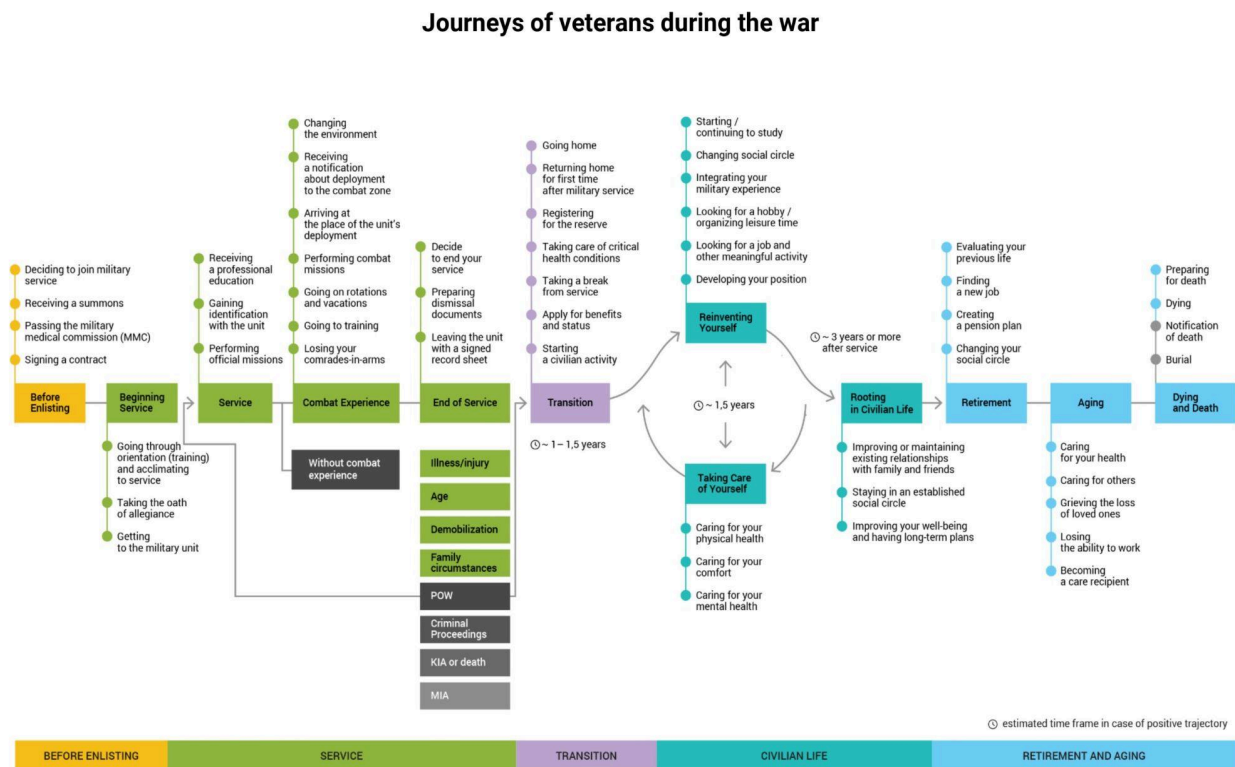 Journeys of veterans during the war
Deciding to join military
service
Receiving a summons
Passing the military
medical commission (MMC)
Signing a contract
Before
Enlisting
Beginning
Service
Going through
orientation (training)
and acclimating
to service
Taking the oath
of allegiance
Getting
to the military unit
Receiving
a professional
education
Gaining
identification
with the unit
Performing
official missions
Service
Changing
the environment
Receiving
a notification
about deployment
to the combat zone
Arriving at
the place of the unit's
deployment
Performing combat
missions
Going on rotations
and vacations
Going to training
Losing your
comrades-in-arms
Combat Experience
Without combat
experience
Decide
to end your
service
Preparing
dismissal
documents
Leaving the unit
with a signed
record sheet
End of Service
Illness/injury
Age
Demobilization
Family
circumstances
POW
Criminal
Proceedings
KIA or death
MIA
Going home
Returning home
for first time
after military service
Registering
for the reserve
Taking care of critical
health conditions
Taking a break
from service
Apply for benefits
and status
Starting
a civilian activity
Transition
~ 1– 1,5 years
Starting /
continuing to study
Changing social circle
Integrating your
military experience
Looking for a hobby /
organizing leisure time
Looking for a job and
other meaningful activity
Developing your position
Reinventing
Yourself
~ 1,5 years
Taking Care
of Yourself
Caring for your
physical health
Caring for your
comfort
Caring for your
mental health
~ 3 years or more
after service
Rooting
in Civilian Life
Improving or maintaining
existing relationships
with family and friends
Staying in an established
social circle
Improving your well-being
and having long-term plans
Evaluating your
previous life
Finding
a new job
Creating
a pension plan
Changing your
social circle
Retirement
Aging
Caring
for your health
Caring for others
Grieving the loss
of loved ones
Losing
the ability to work
Becoming
a care recipient
Preparing
for death
Dying
Notification
of death
Burial
Dying
and Death
estimated time frame in case of positive trajectory
BEFORE ENLISTING
SERVICE
TRANSITION
CIVILIAN LIFE
RETIREMENT AND AGING